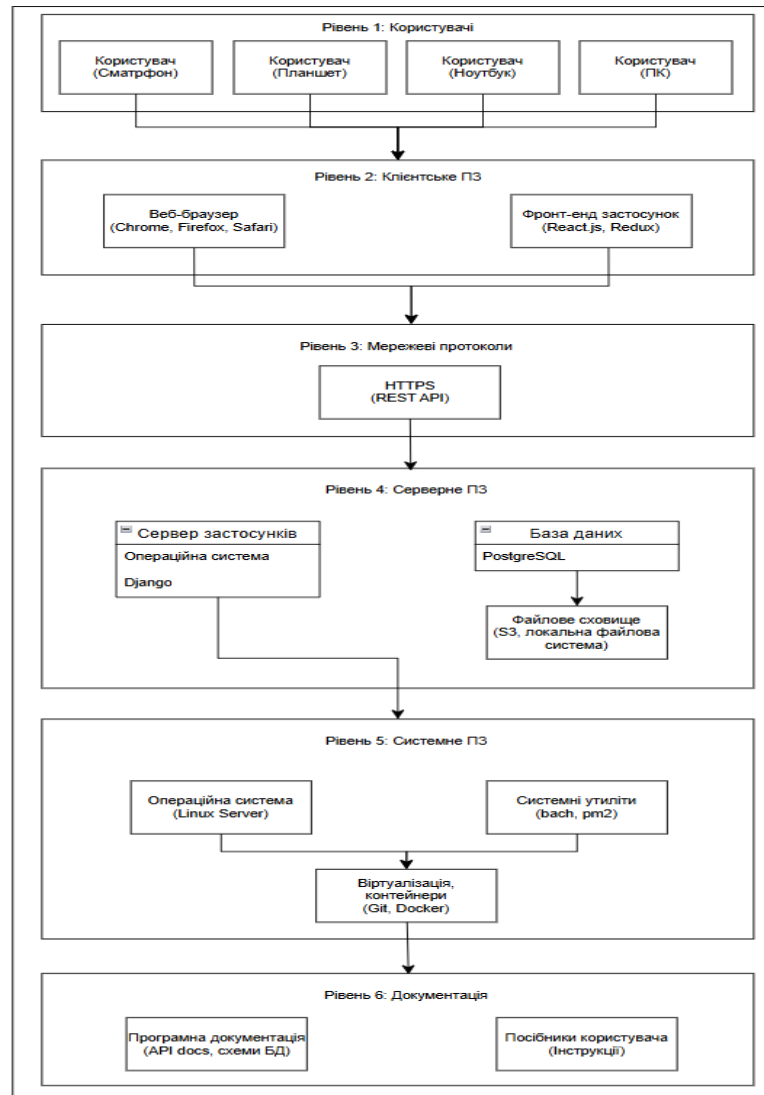 Рівень 1: Користувачі
Користувач
(Сматрфон)
Користувач
(Планшет)
Користувач
(Ноутбук)
Користувач
(ПК)
Рівень 2: Клієнтське ПЗ
Веб-браузер
(Chrome, Firefox, Safari)
Фронт-енд застосунок
(React.js, Redux)
Рівень 3: Мережеві протоколи
HTTPS
(REST API)
Рівень 4: Серверне ПЗ
Сервер застосунків
Операційна система
Django
База даних
PostgreSQL
Файлове сховище
(S3, локальна файлова
система)
Рівень 5: Системне ПЗ
Операційна система
(Linux Server)
Системні утиліти
(bach, pm2)
Віртуалізація,
контейнери
(Git, Docker)
Рівень 6: Документація
Програмна документація
(API docs, схеми БД)
Посібники користувача
(Інструкції)